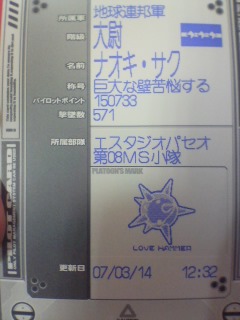 所属軍 地球連邦軍
階級 大尉
名前 ナオキ・サク
称号 巨大な壁苦悩する
パイロットポイント 150733
撃墜数 571
所属部隊 エスタジオパセオ
第08MS小隊
PLATOON'S MARK
LOVE HAMMER
更新日 07/03/14 12:32